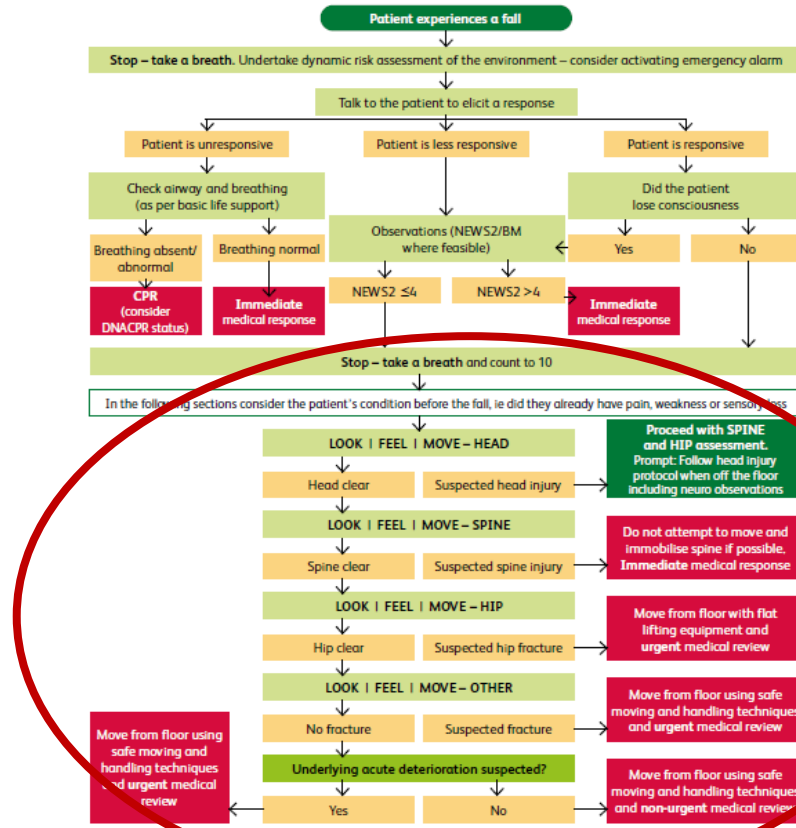 Patient experiences a fall
Stop – take a breath. Undertake dynamic risk assessment of the environment – consider activating emergency alarm
Talk to the patient to elicit a response
Patient is unresponsive
Patient is less responsive
Patient is responsive
Check airway and breathing
(as per basic life support)
Did the patient
lose consciousness
Observations (NEWS2/BM
where feasible)
Breathing absent/
abnormal
Breathing normal
Yes
No
CPR
(consider
DNACPR status)
Immediate
medical response
NEWS2 ≤4
NEWS2 >4
Immediate
medical response
Stop – take a breath and count to 10
In the following sections consider the patient's condition before the fall, ie did they already have pain, weakness or sensory loss
LOOK I FEEL I MOVE – HEAD
Head clear
Suspected head injury
Proceed with SPINE
and HIP assessment.
Prompt: Follow head injury
protocol when off the floor
including neuro observations
LOOK I FEEL I MOVE – SPINE
Spine clear
Suspected spine injury
Do not attempt to move and
immobilise spine if possible.
Immediate medical response
LOOK I FEEL I MOVE – HIP
Hip clear
Suspected hip fracture
Move from floor with flat
lifting equipment and
urgent medical review
LOOK I FEEL I MOVE – OTHER
No fracture
Suspected fracture
Move from floor using safe
moving and handling techniques
and urgent medical review
Underlying acute deterioration suspected?
Yes
No
Move from floor using
safe moving and
handling techniques
and urgent medical
review
Move from floor using safe
moving and handling techniques
and non-urgent medical review